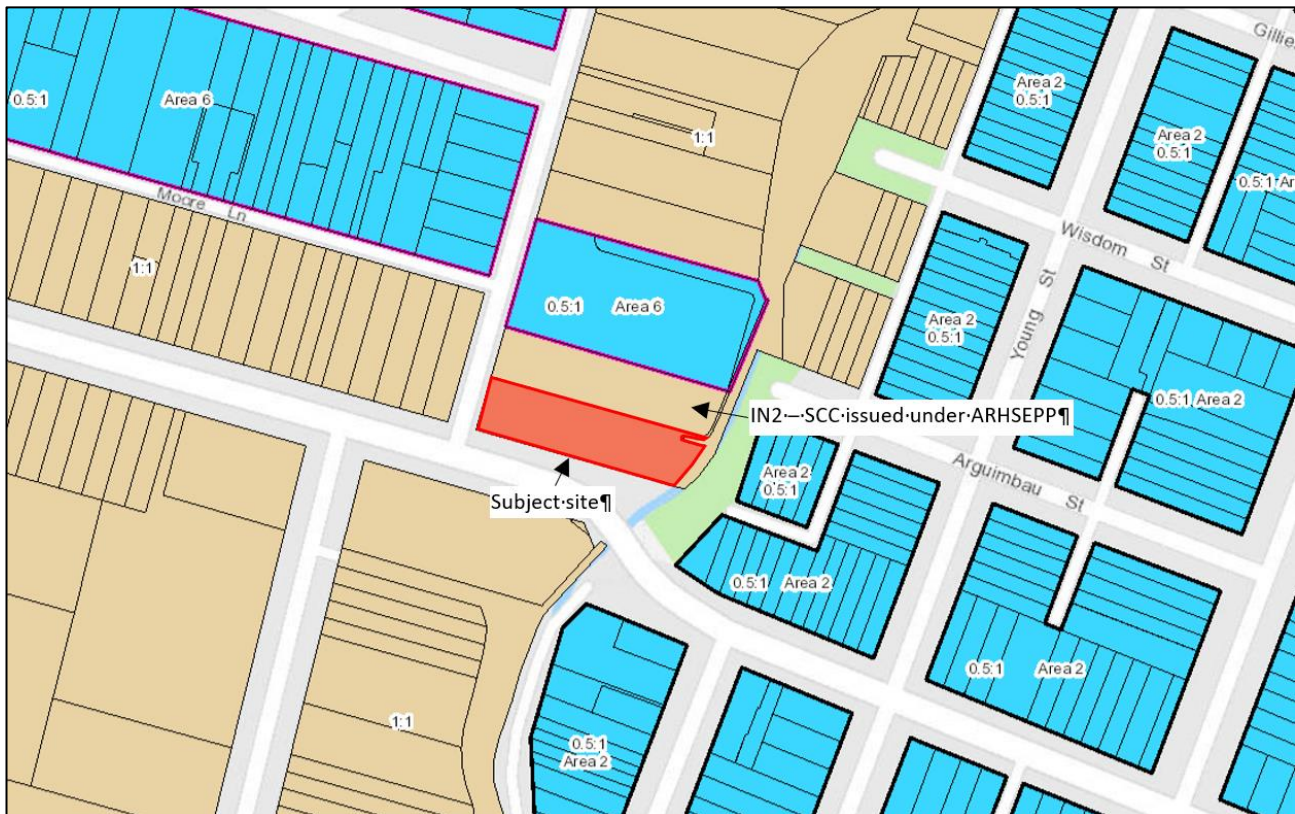 Gillie
Area 2
0.5:1
0.5:1
Area 6
Area 2
0.5:1
1:1
0.5:1 Ar
Moore Ln
Wisdom St
1:1
0.5:1
Area 6
Area 2
0.5:1
Young St
0.5:1, Area 2
IN2·–·SCC·issued·under·ARHSEPP¶
Area 2
0.5:1
Arguimbau St
Subject·site¶
0.5:1
Area 2
0.5:1
Area 2
1:1
0.5:1
Area 2